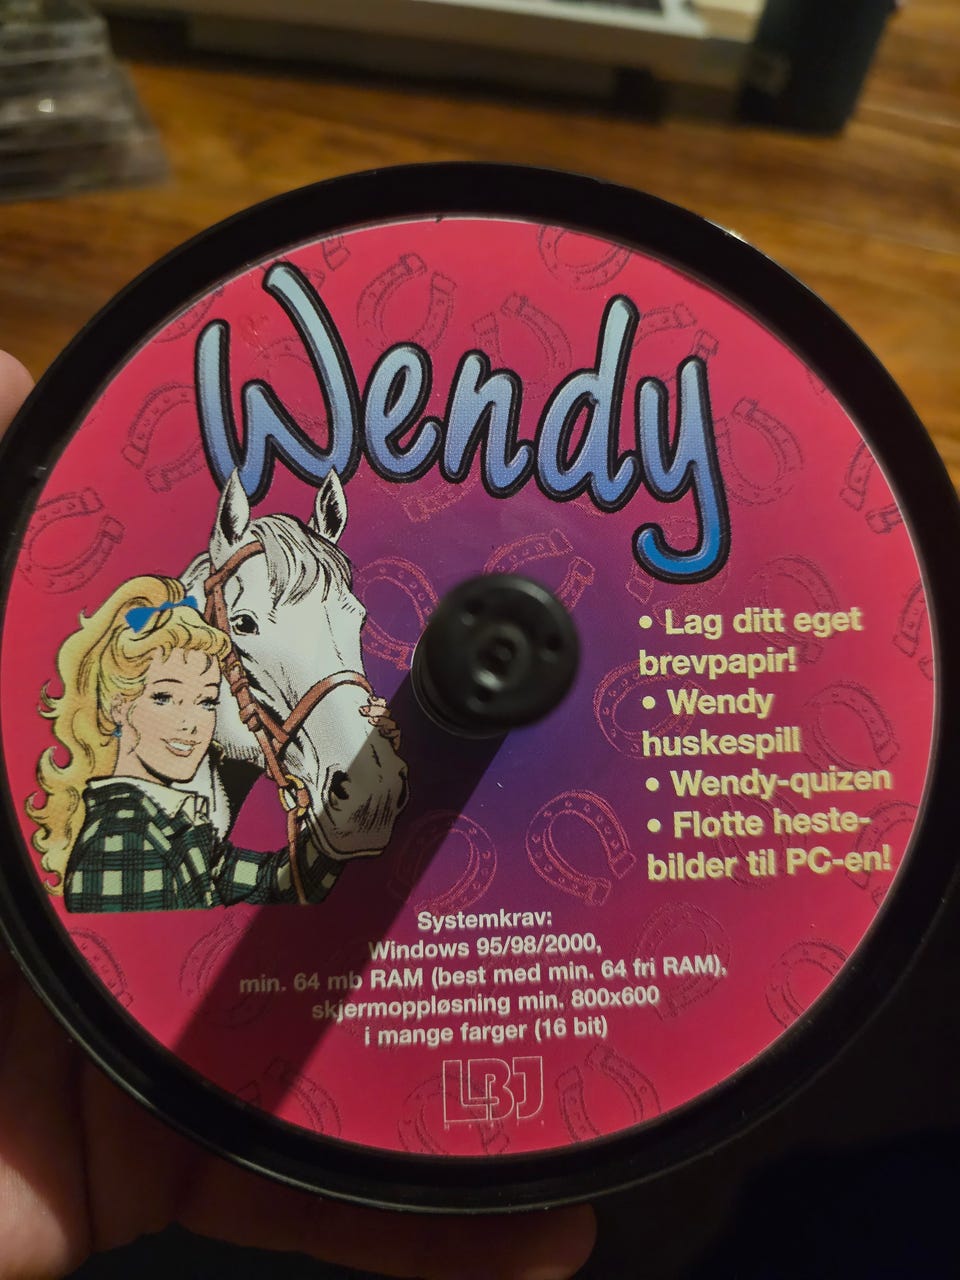 Wendy
• Lag ditt eget
brevpapir!
• Wendy
huskespill
• Wendy-quizen
• Flotte heste-
bilder til PC-en!
Systemkrav:
Windows 95/98/2000,
min. 64 mb RAM (best med min. 64 fri RAM),
skjermoppløsning min. 800x600
i mange farger (16 bit)
LBJ